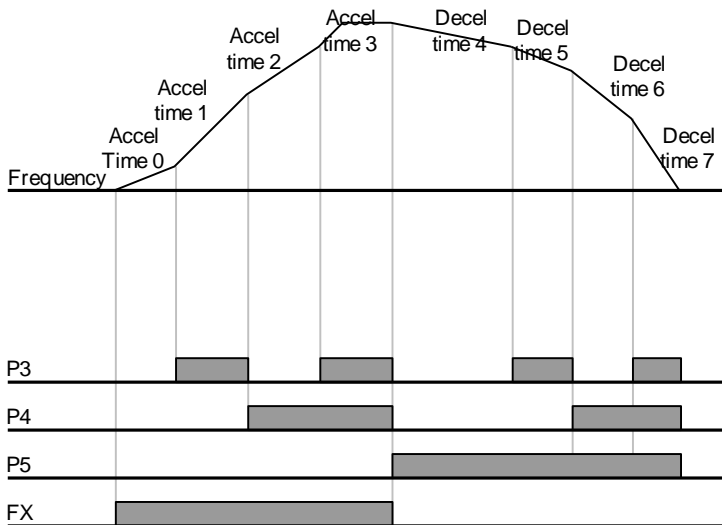 Accel
Time 0
Accel
time 1
Accel
time 2
Accel
time 3
Decel
time 4
Decel
time 5
Decel
time 6
Decel
time 7
Frequency
P3
P4
P5
FX